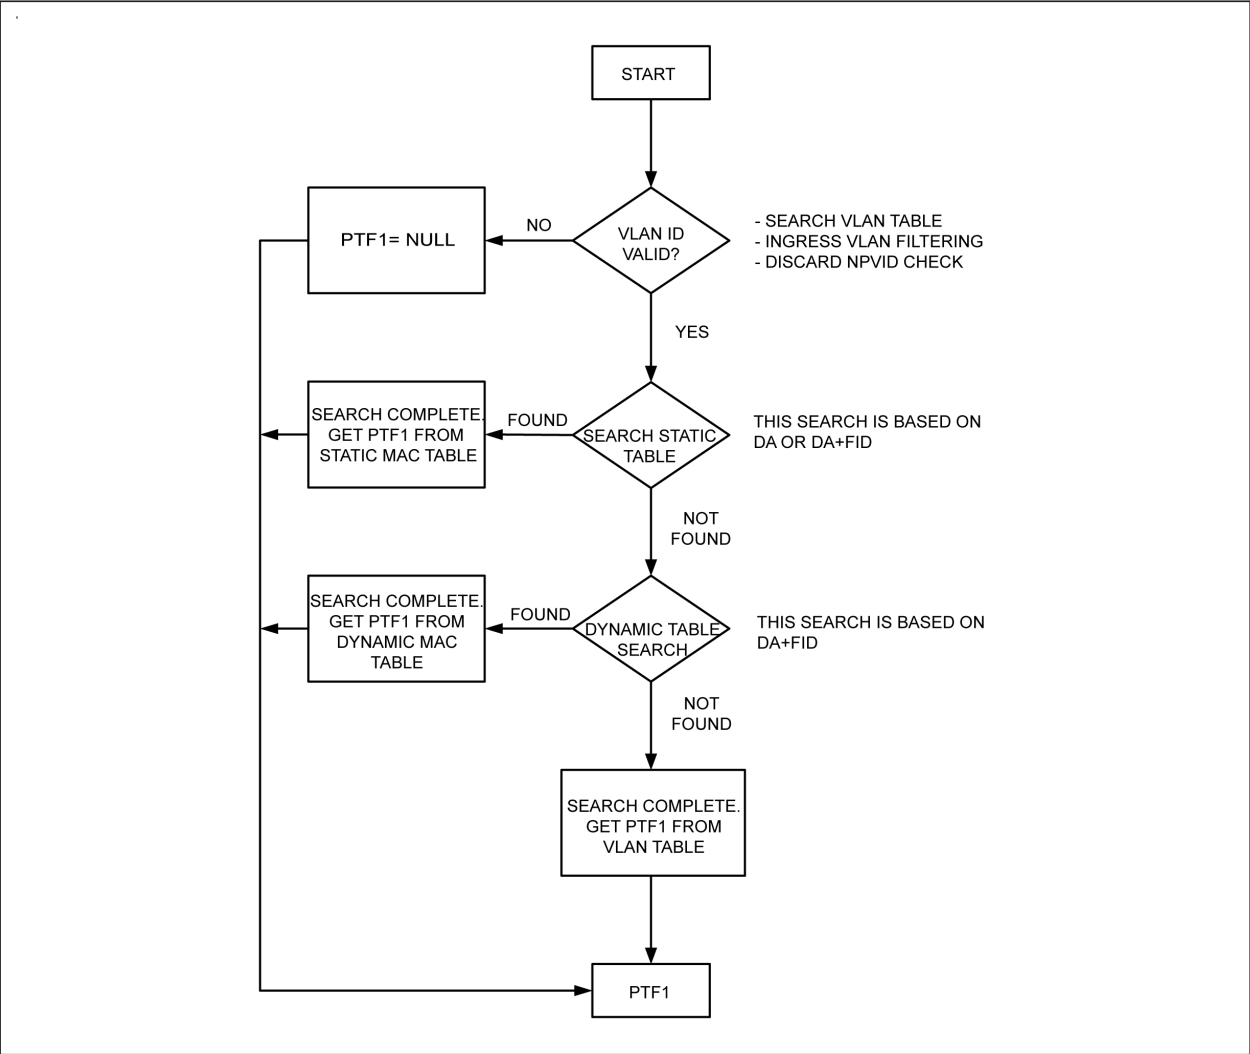 START
PTF1= NULL
NO
VLAN ID
VALID?
- SEARCH VLAN TABLE
- INGRESS VLAN FILTERING
- DISCARD NPVID CHECK
YES
SEARCH COMPLETE.
GET PTF1 FROM
STATIC MAC TABLE
FOUND
SEARCH STATIC
TABLE
THIS SEARCH IS BASED ON
DA OR DA+FID
NOT
FOUND
SEARCH COMPLETE.
GET PTF1 FROM
DYNAMIC MAC
TABLE
FOUND
DYNAMIC TABLE
SEARCH
THIS SEARCH IS BASED ON
DA+FID
NOT
FOUND
SEARCH COMPLETE.
GET PTF1 FROM
VLAN TABLE
PTF1